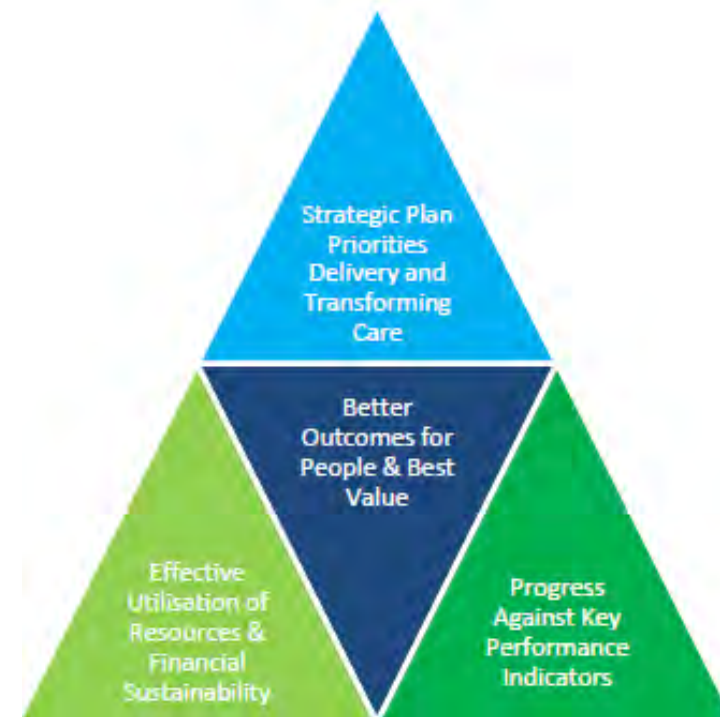 Strategic Plan
Priorities
Delivery and
Transforming
Care
Better
Outcomes for
People & Best
Value
Effective
Utilisation of
Resources &
Financial
Sustainability
Progress
Against Key
Performance
Indicators